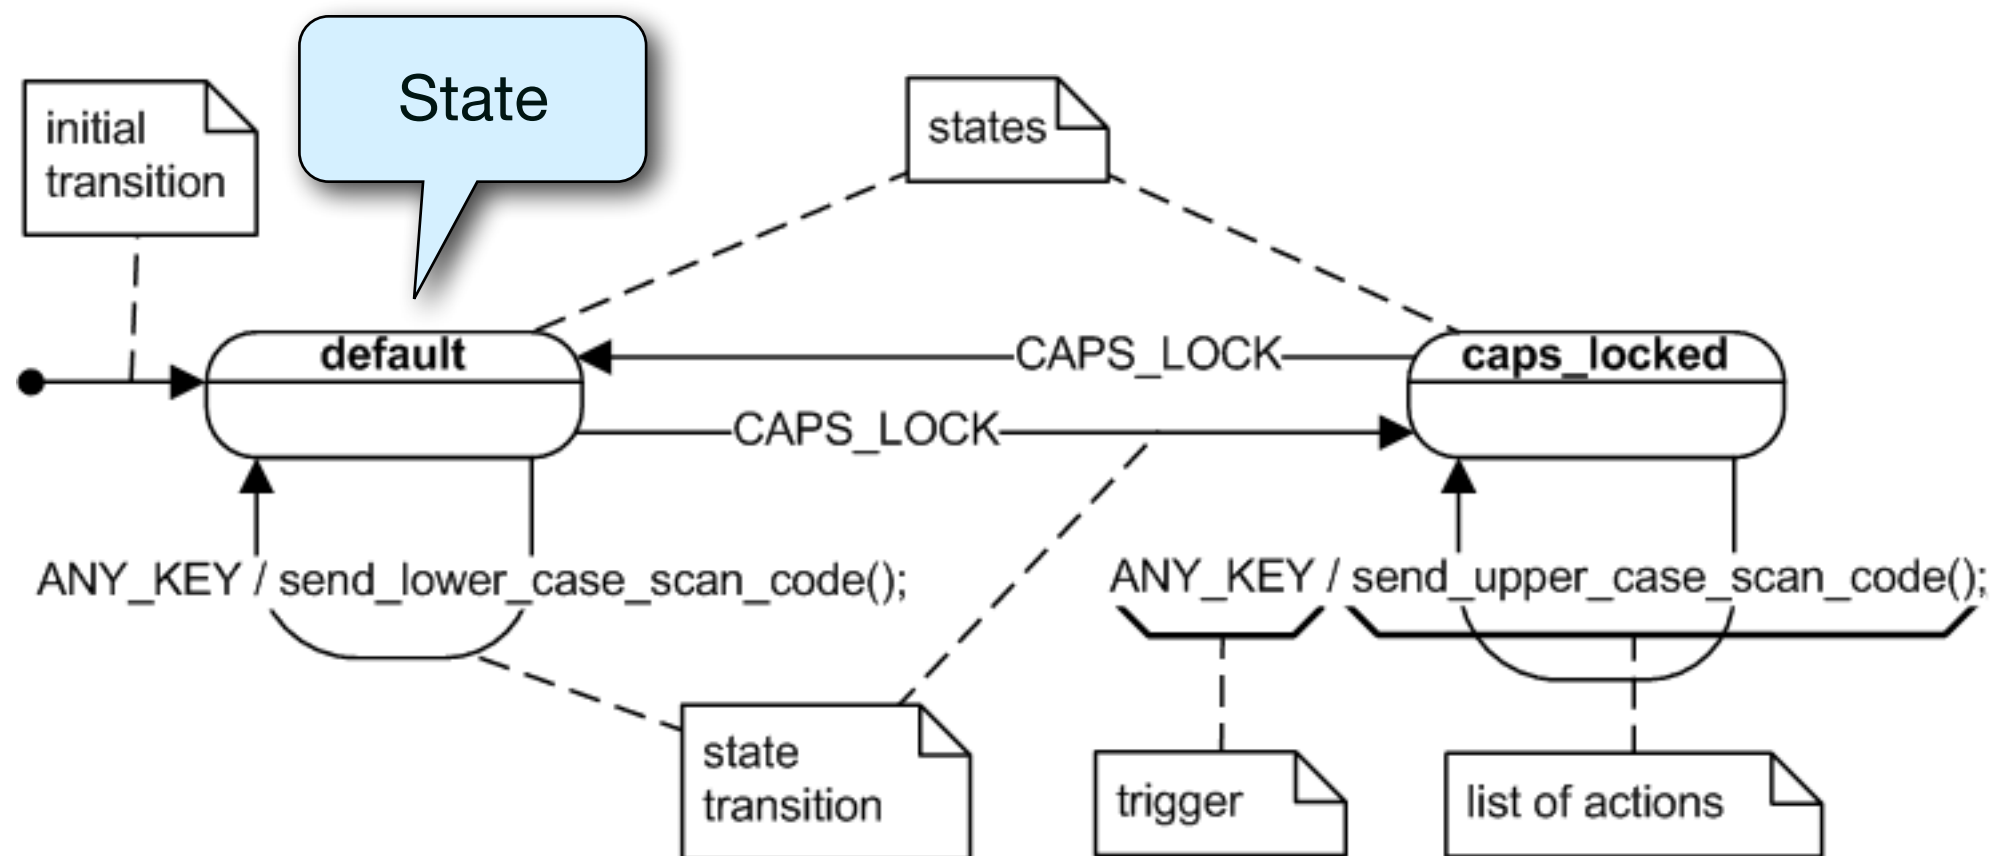 State
initial
transition
states
default
CAPS_LOCK
caps_locked
CAPS_LOCK
ANY_KEY / send_lower_case_scan_code();
ANY_KEY / send_upper_case_scan_code();
state
transition
trigger
list of actions